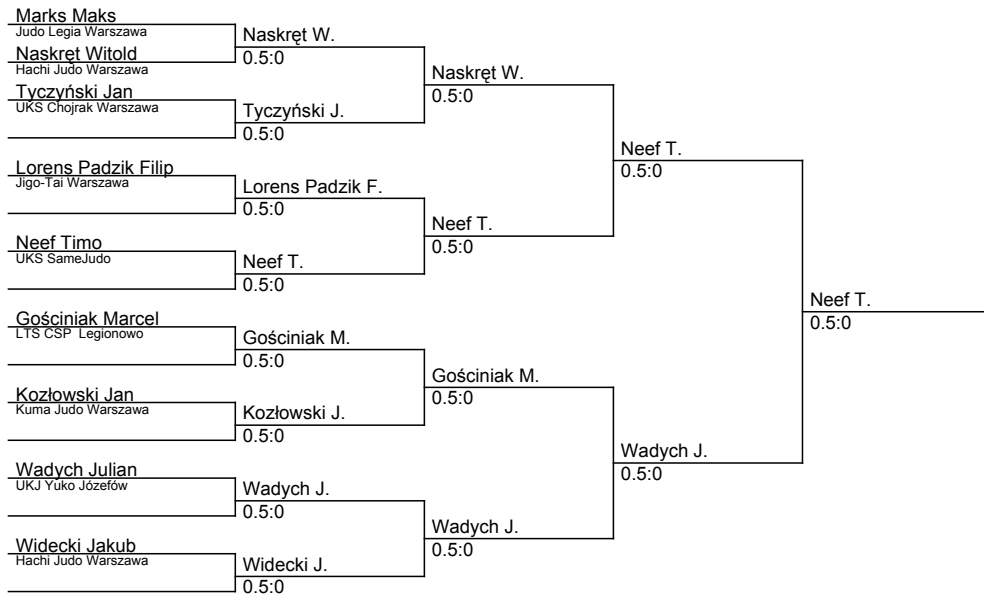 Marks Maks
Judo Legia Warszawa
Naskręt Witold
Hachi Judo Warszawa
Tyczyński Jan
UKS Chojrak Warszawa
Lorens Padzik Filip
Jigo-Tai Warszawa
Neef Timo
UKS SameJudo
Gościniak Marcel
LTS CSP Legionowo
Kozłowski Jan
Kuma Judo Warszawa
Wadych Julian
UKJ Yuko Józefów
Widecki Jakub
Hachi Judo Warszawa
Naskręt W.
0.5:0
Tyczyński J.
0.5:0
Lorens Padzik F.
0.5:0
Neef T.
0.5:0
Gościniak M.
0.5:0
Kozłowski J.
0.5:0
Wadych J.
0.5:0
Widecki J.
0.5:0
Naskręt W.
0.5:0
Neef T.
0.5:0
Gościniak M.
0.5:0
Wadych J.
0.5:0
Neef T.
0.5:0
Wadych J.
0.5:0
Neef T.
0.5:0